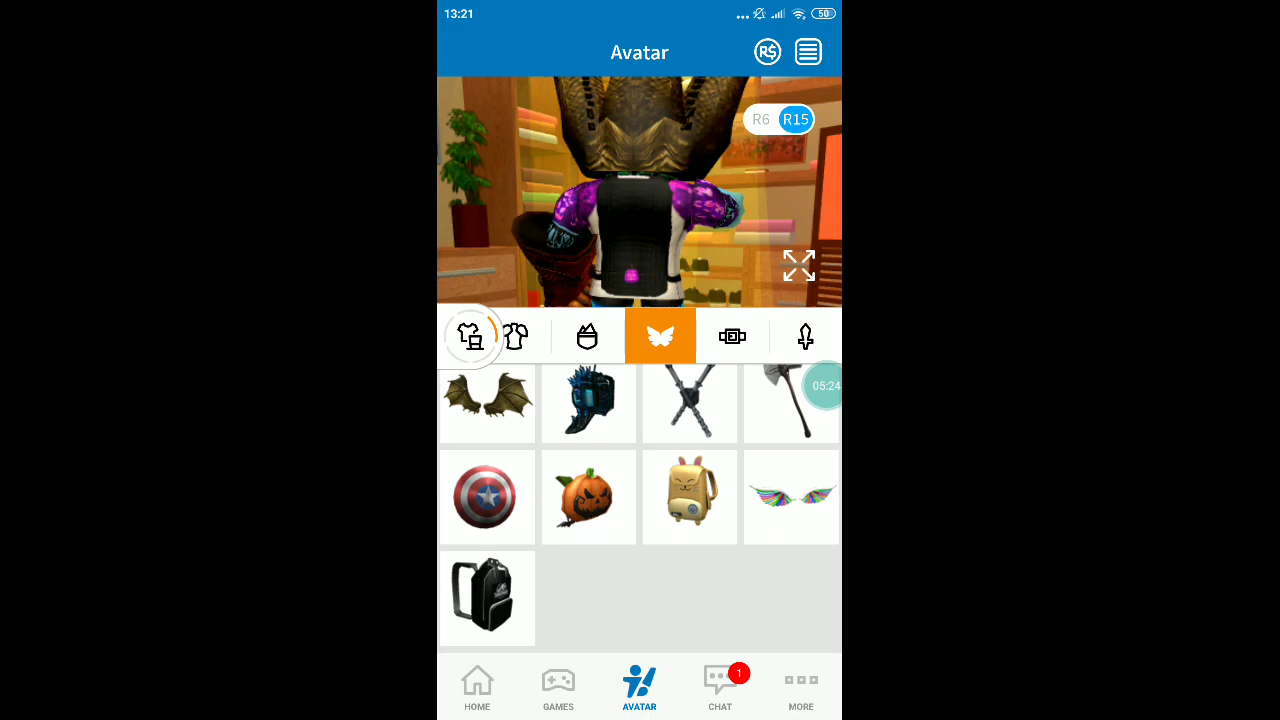 13:21
50
Avatar
R$
R6 R15
05:24
1
HOME GAMES AVATAR CHAT MORE